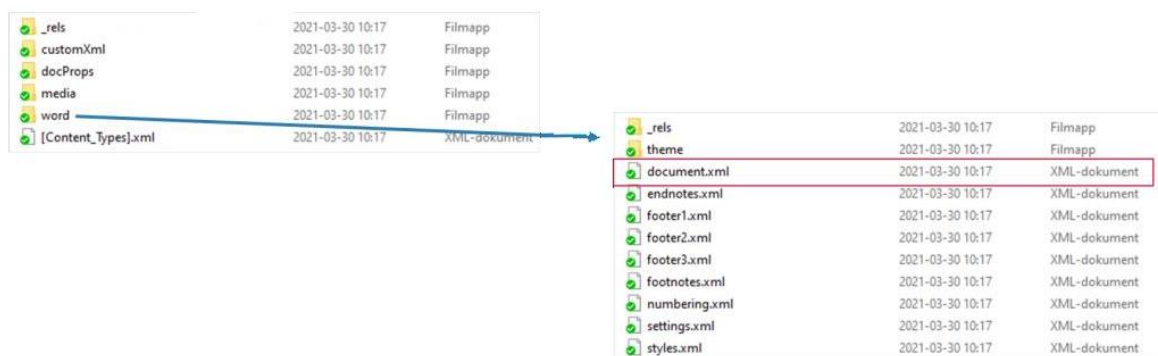 _rels 2021-03-30 10:17 Filmapp
customXml 2021-03-30 10:17 Filmapp
docProps 2021-03-30 10:17 Filmapp
media 2021-03-30 10:17 Filmapp
word 2021-03-30 10:17 Filmapp
[Content_Types].xml 2021-03-30 10:17 XML-dokument
_rels 2021-03-30 10:17 Filmapp
theme 2021-03-30 10:17 Filmapp
document.xml 2021-03-30 10:17 XML-dokument
endnotes.xml 2021-03-30 10:17 XML-dokument
footer1.xml 2021-03-30 10:17 XML-dokument
footer2.xml 2021-03-30 10:17 XML-dokument
footer3.xml 2021-03-30 10:17 XML-dokument
footnotes.xml 2021-03-30 10:17 XML-dokument
numbering.xml 2021-03-30 10:17 XML-dokument
settings.xml 2021-03-30 10:17 XML-dokument
styles.xml 2021-03-30 10:17 XML-dokument